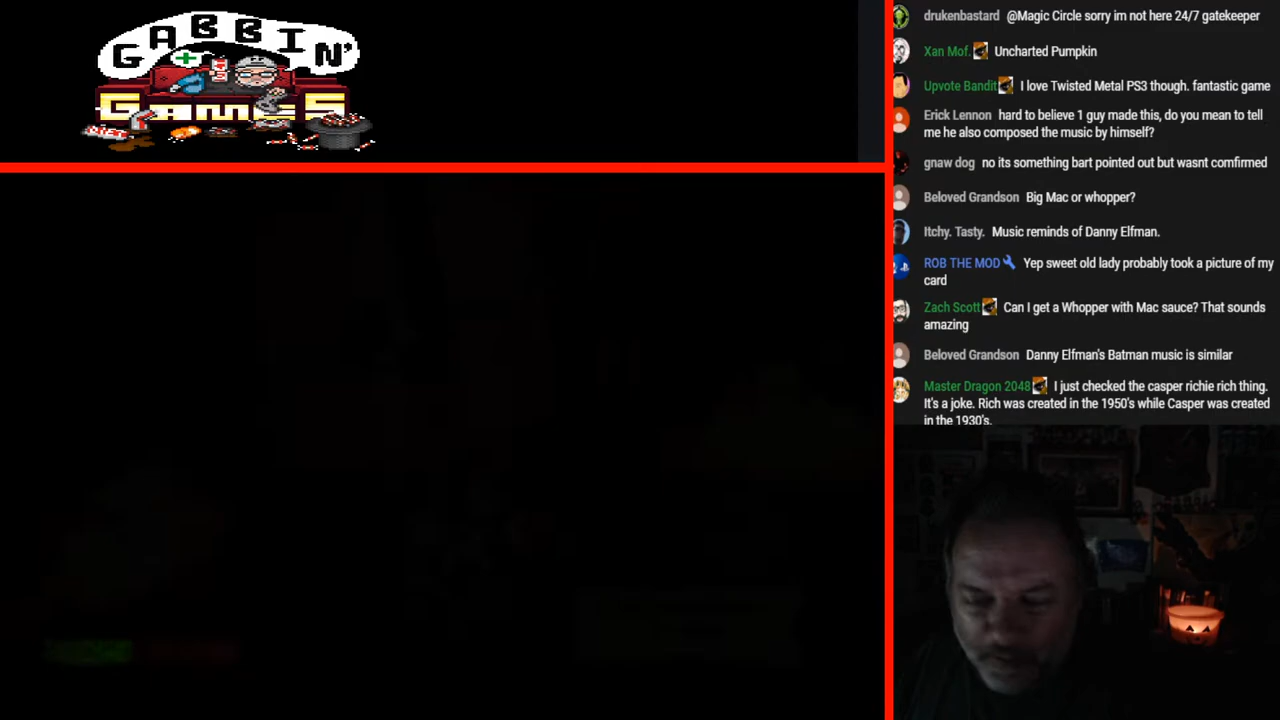 GABBIN'
GAMES
drukenbastard @Magic Circle sorry im not here 24/7 gatekeeper
Xan Mof. Uncharted Pumpkin
Upvote Bandit I love Twisted Metal PS3 though. fantastic game
Erick Lennon hard to believe 1 guy made this, do you mean to tell
me he also composed the music by himself?
gnaw dog no its something bart pointed out but wasnt comfirmed
Beloved Grandson Big Mac or whopper?
Itchy. Tasty. Music reminds of Danny Elfman.
ROB THE MOD Yep sweet old lady probably took a picture of my
card
Zach Scott Can I get a Whopper with Mac sauce? That sounds
amazing
Beloved Grandson Danny Elfman's Batman music is similar
Master Dragon 2048 I just checked the casper richie rich thing.
It's a joke. Rich was created in the 1950's while Casper was created
in the 1930's.